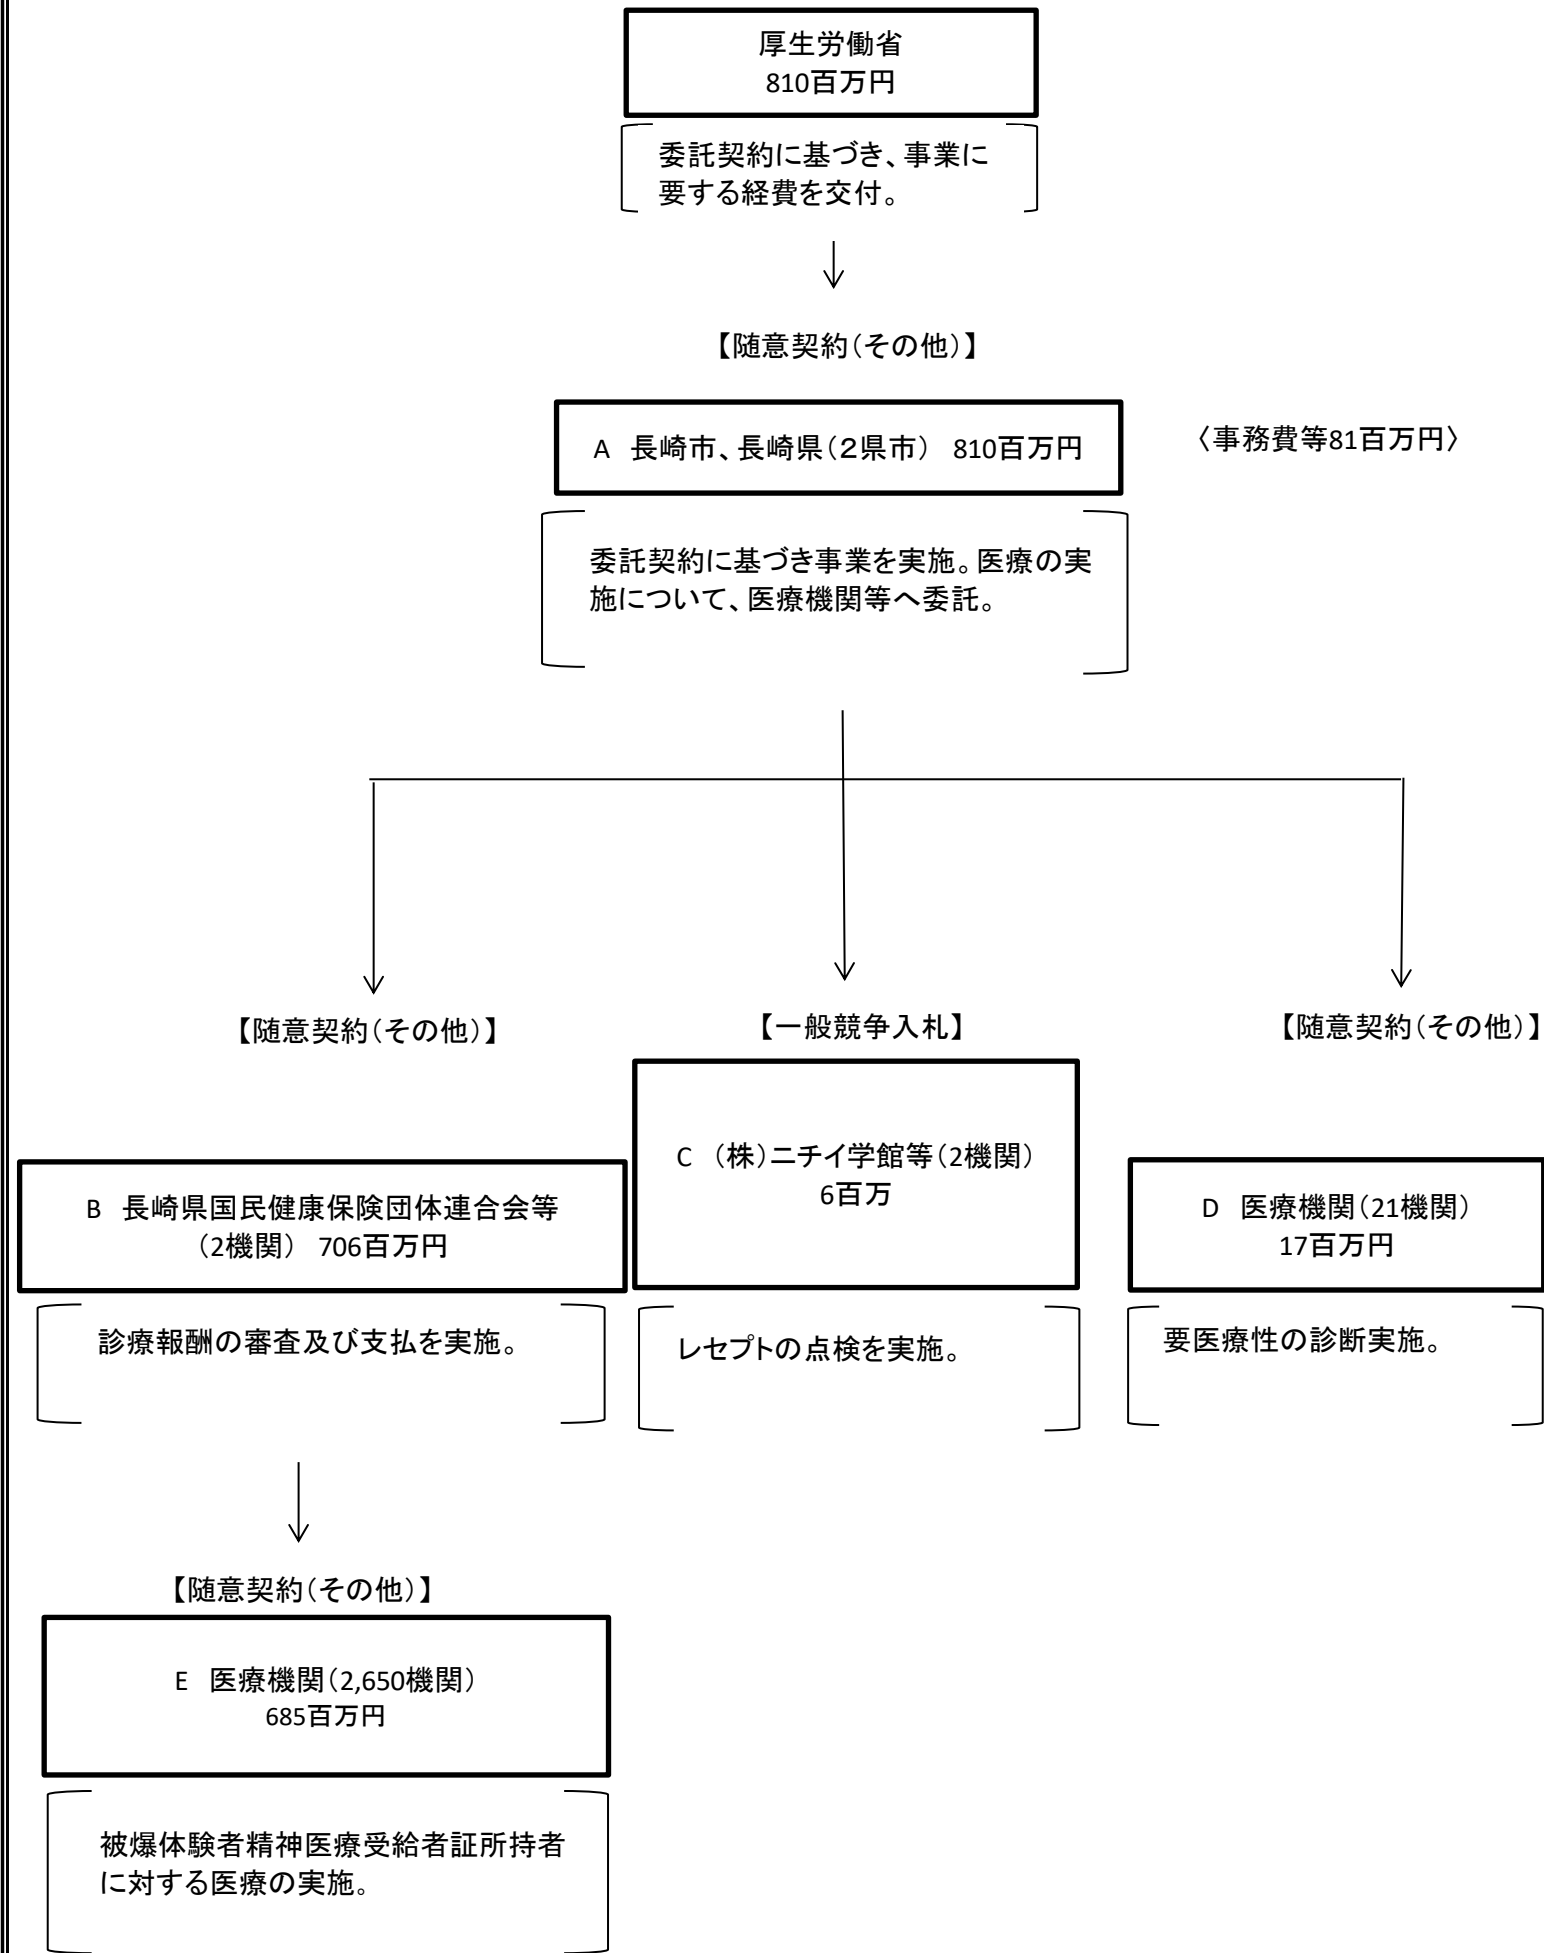 厚生労働省
810百万円
委託契約に基づき、事業に
要する経費を交付。
【随意契約(その他)】
A 長崎市、長崎県(2県市) 810百万円
〈事務費等81百万円〉
委託契約に基づき事業を実施。医療の実
施について、医療機関等へ委託。
【随意契約(その他)】
【一般競争入札】
【随意契約(その他)】
B 長崎県国民健康保険団体連合会等
(2機関) 706百万円
C (株)ニチイ学館等(2機関)
6百万
D 医療機関(21機関)
17百万円
診療報酬の審査及び支払を実施。
レセプトの点検を実施。
要医療性の診断実施。
【随意契約(その他)】
E 医療機関(2,650機関)
685百万円
被爆体験者精神医療受給者証所持者
に対する医療の実施。